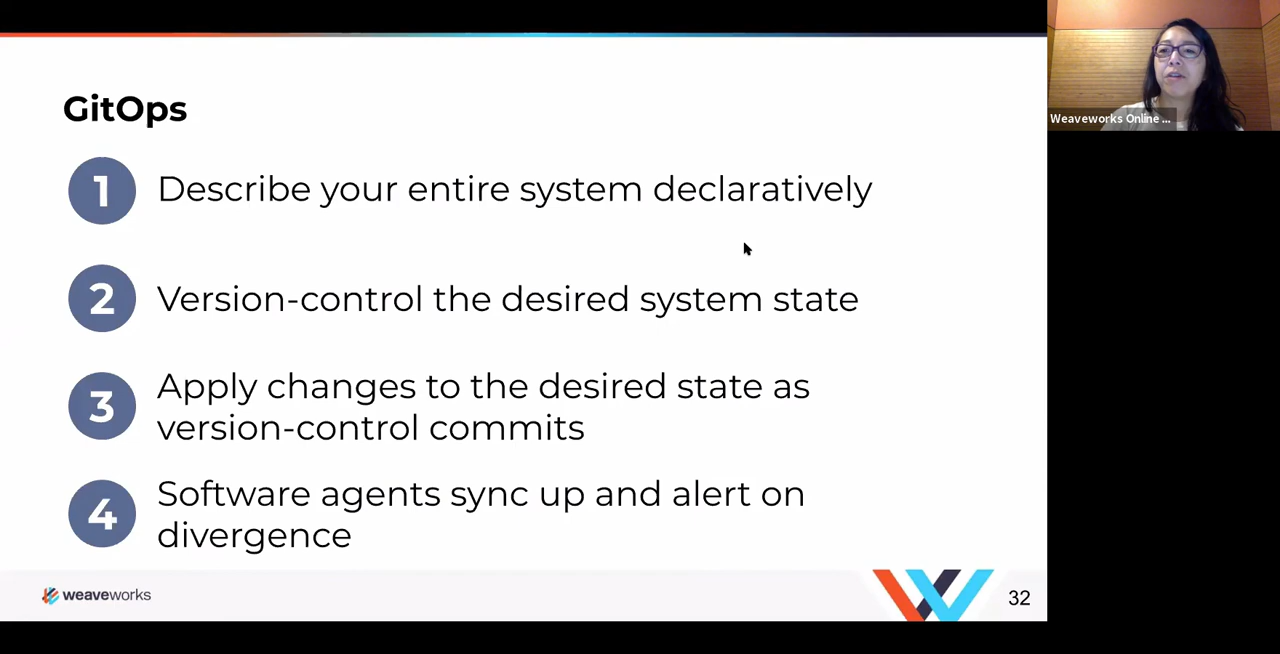 GitOps
1 Describe your entire system declaratively
2 Version-control the desired system state
3 Apply changes to the desired state as
version-control commits
4 Software agents sync up and alert on
divergence
weaveworks
32
Weaveworks Online ...